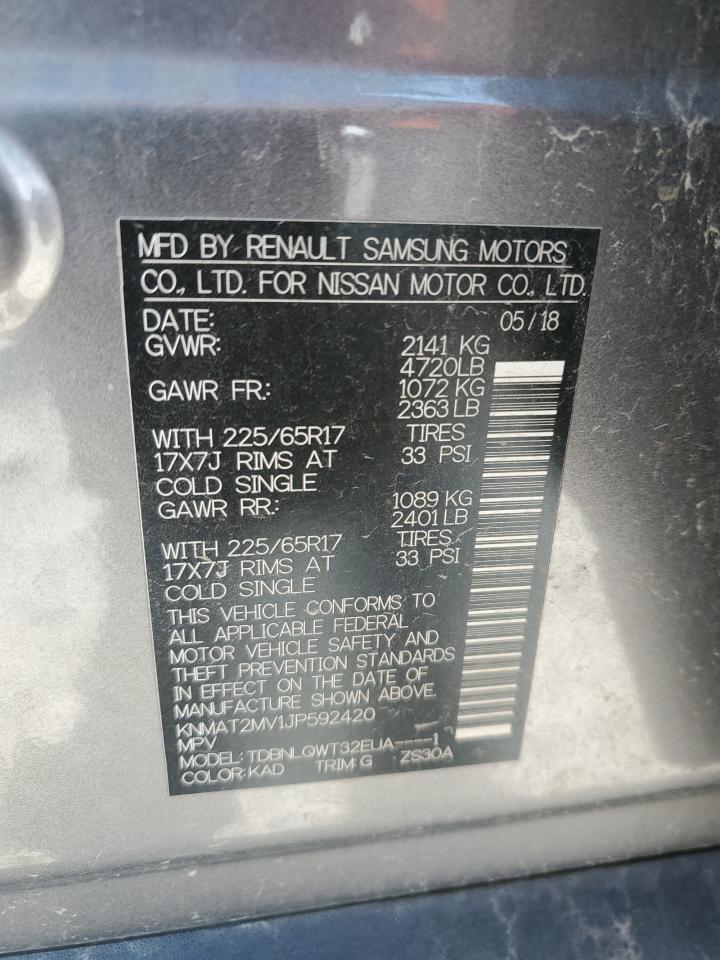 MFD BY RENAULT SAMSUNG MOTORS
CO., LTD. FOR NISSAN MOTOR CO., LTD.
DATE: 05/18
GVWR: 2141 KG
4720LB
GAWR FR.: 1072 KG
2363 LB
WITH 225/65R17 TIRES
17X7J RIMS AT 33 PSI
COLD SINGLE
GAWR RR.: 1089 KG
2401 LB
WITH 225/65R17 TIRES
17X7J RIMS AT 33 PSI
COLD SINGLE
THIS VEHICLE CONFORMS TO
ALL APPLICABLE FEDERAL
MOTOR VEHICLE SAFETY AND
THEFT PREVENTION STANDARDS
IN EFFECT ON THE DATE OF
MANUFACTURE SHOWN ABOVE.
KNMAT2MV1JP592420
MPV
MODEL: TDBNLQWT32EUA----1
COLOR: KAD TRIM: G ZS30A